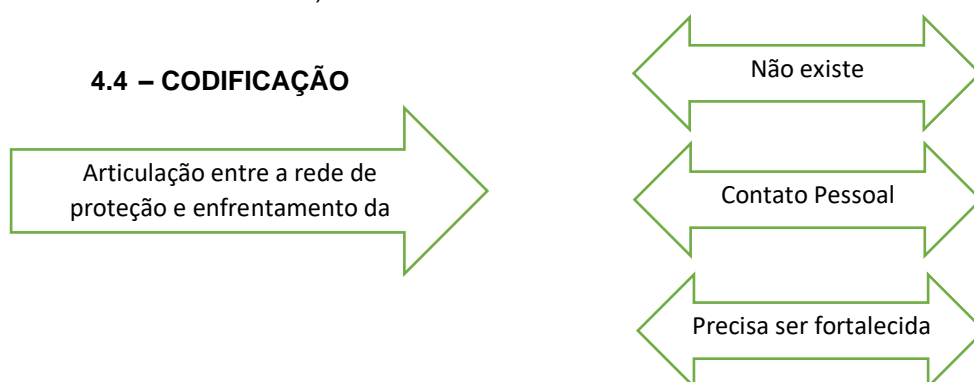 4.4 – CODIFICAÇÃO
Articulação entre a rede de
proteção e enfrentamento da
Não existe
Contato Pessoal
Precisa ser fortalecida